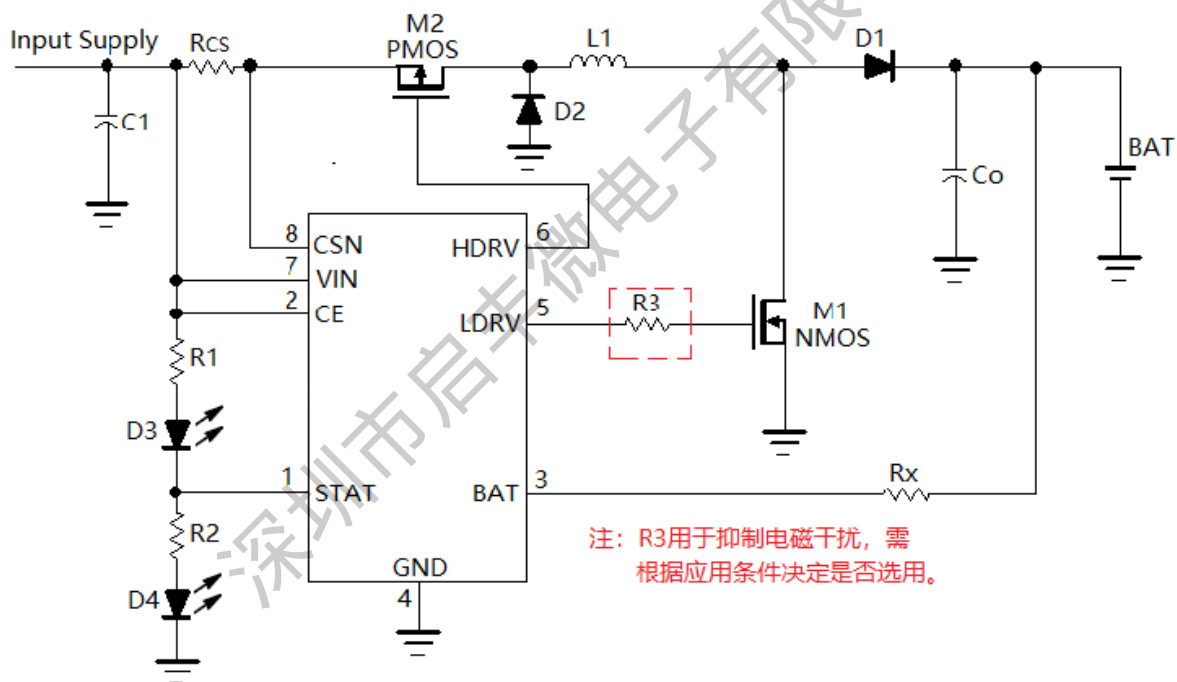 Input Supply
Rcs
M2
PMOS
L1
D1
C1
D2
Co
BAT
8
CSN
7
VIN
2
CE
HDRV
6
LDRV
5
R3
M1
NMOS
R1
D3
1
STAT
BAT
3
Rx
R2
D4
GND
4
注：R3用于抑制电磁干扰，需
根据应用条件决定是否选用。
深圳市启丰微电子有限